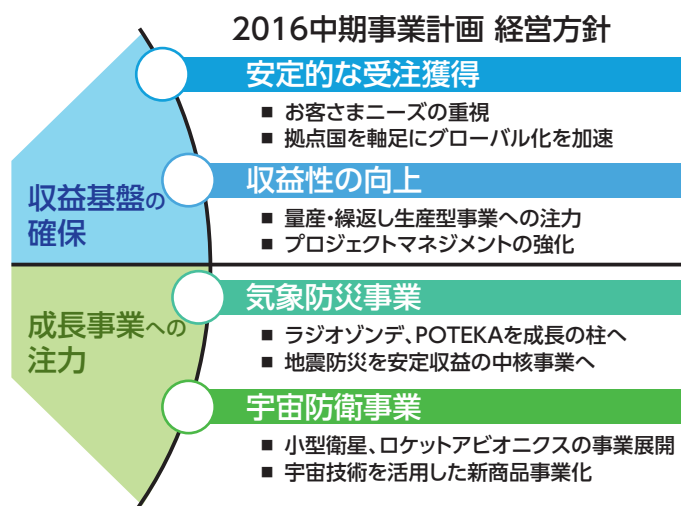 2016中期事業計画 経営方針
安定的な受注獲得
■ お客さまニーズの重視
■ 拠点国を軸足にグローバル化を加速
収益基盤の
確保
収益性の向上
■ 量産・繰返し生産型事業への注力
■ プロジェクトマネジメントの強化
成長事業への
注力
気象防災事業
■ ラジオゾンデ、POTEKAを成長の柱へ
■ 地震防災を安定収益の中核事業へ
宇宙防衛事業
■ 小型衛星、ロケットアビオニクスの事業展開
■ 宇宙技術を活用した新商品事業化